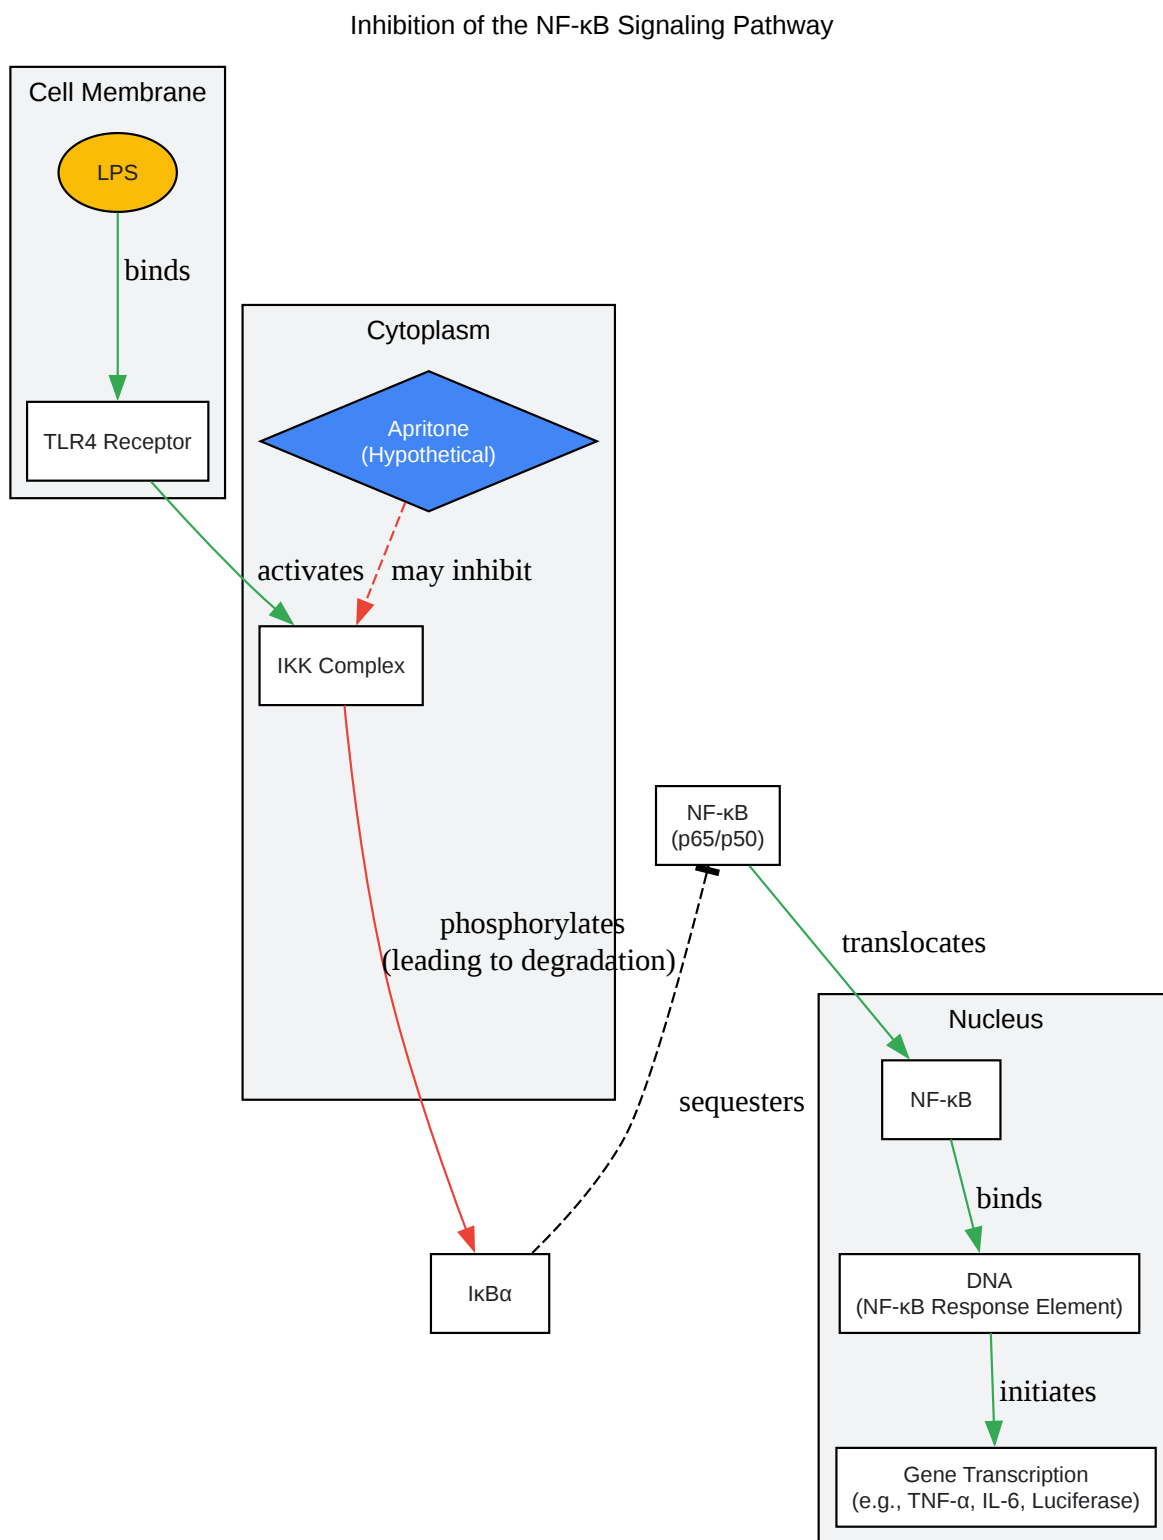 Inhibition of the NF-κB Signaling Pathway
Cell Membrane
LPS
binds
TLR4 Receptor
Cytoplasm
Apritone
(Hypothetical)
activates
may inhibit
IKK Complex
NF-κB
(p65/p50)
phosphorylates
(leading to degradation)
translocates
Nucleus
NF-κB
sequesters
binds
IκBα
DNA
(NF-κB Response Element)
initiates
Gene Transcription
(e.g., TNF-α, IL-6, Luciferase)